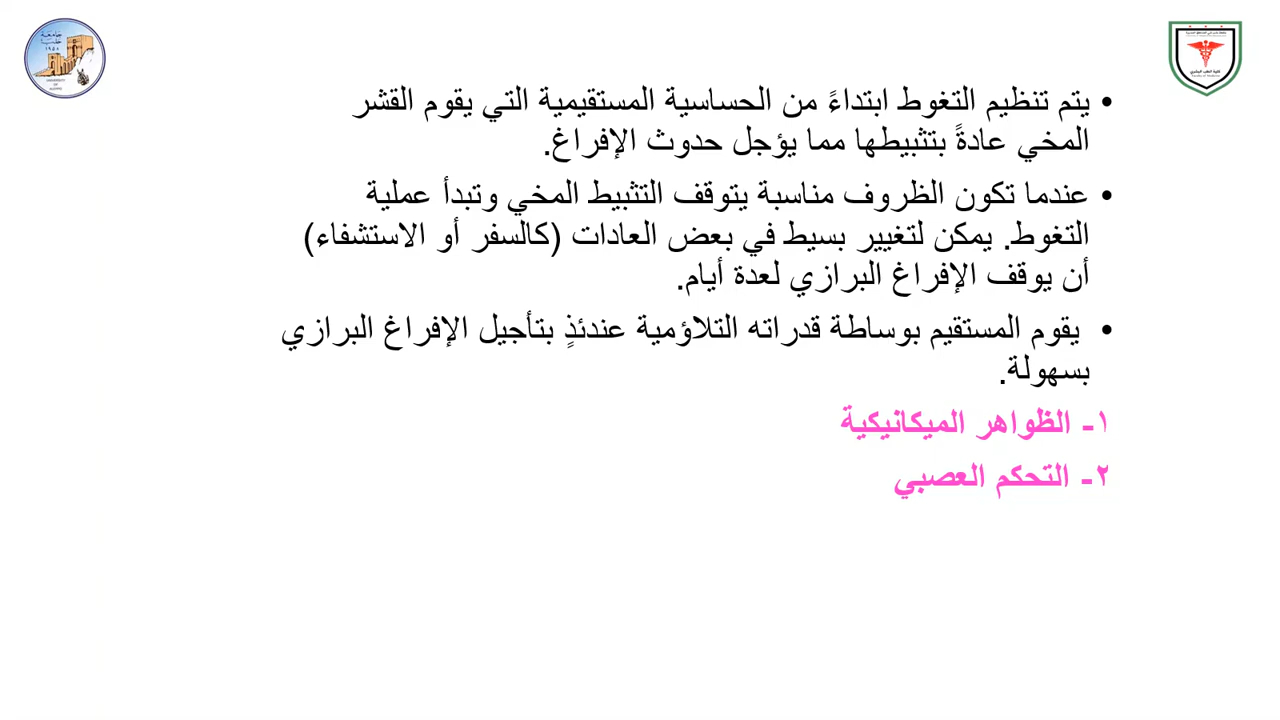 • يتم تنظيم التغوط ابتداءً من الحساسية المستقيمية التي يقوم القشر
المخي عادةً بتثبيطها مما يؤجل حدوث الإفراغ.
• عندما تكون الظروف مناسبة يتوقف التثبيط المخي وتبدأ عملية
التغوط. يمكن لتغيير بسيط في بعض العادات (كالسفر أو الاستشفاء)
أن يوقف الإفراغ البرازي لعدة أيام.
• يقوم المستقيم بوساطة قدراته التلاؤمية عندئذٍ بتأجيل الإفراغ البرازي
بسهولة.
١- الظواهر الميكانيكية
٢- التحكم العصبي